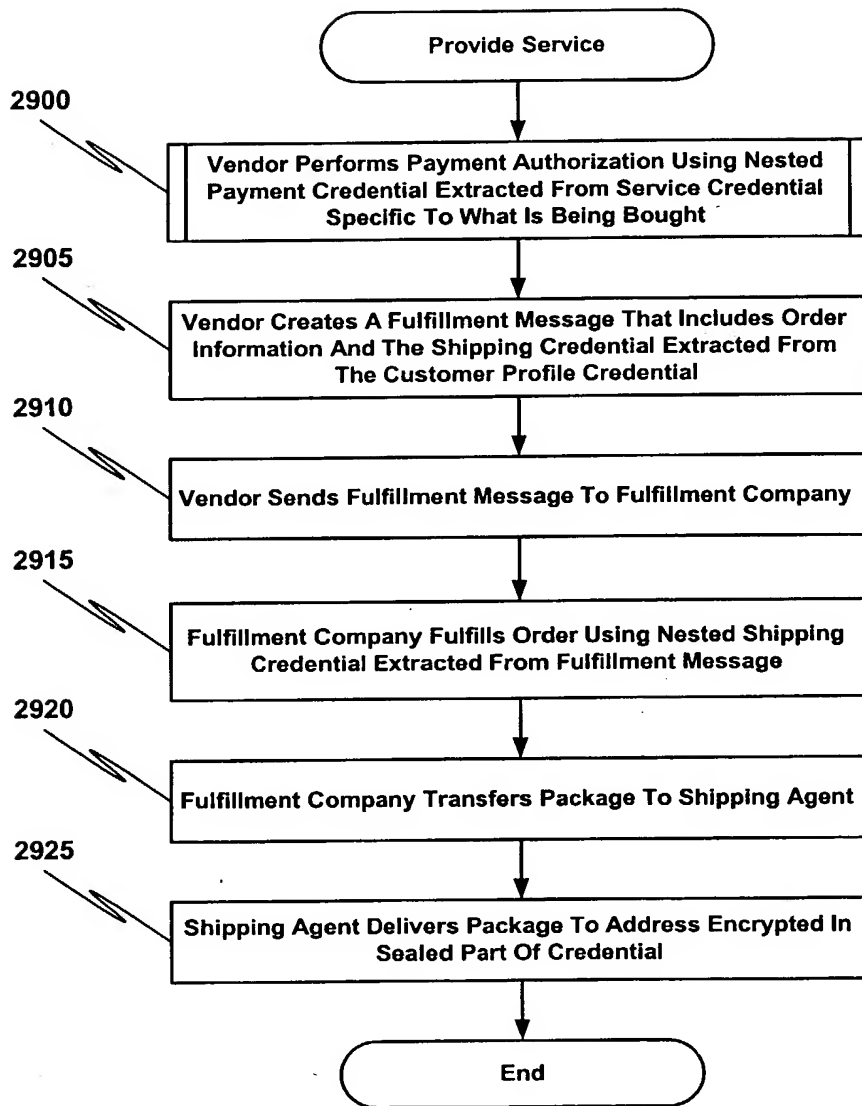 Provide Service
2900
Vendor Performs Payment Authorization Using Nested
Payment Credential Extracted From Service Credential
Specific To What Is Being Bought
2905
Vendor Creates A Fulfillment Message That Includes Order
Information And The Shipping Credential Extracted From
The Customer Profile Credential
2910
Vendor Sends Fulfillment Message To Fulfillment Company
2915
Fulfillment Company Fulfills Order Using Nested Shipping
Credential Extracted From Fulfillment Message
2920
Fulfillment Company Transfers Package To Shipping Agent
2925
Shipping Agent Delivers Package To Address Encrypted In
Sealed Part Of Credential
End